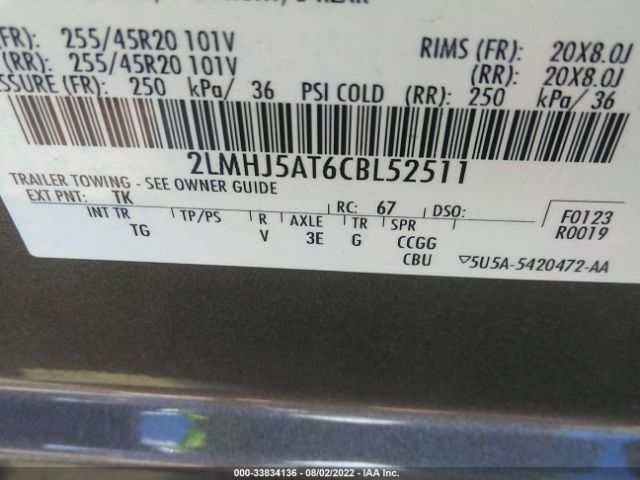 (FR): 255/45R20 101V RIMS (FR): 20X8.0J
(RR): 255/45R20 101V (RR): 20X8.0J
SSURE (FR): 250 kPa/ 36 PSI COLD (RR): 250 kPa/ 36
2LMHJ5AT6CBL52511
TRAILER TOWING - SEE OWNER GUIDE
EXT PNT: TK RC: 67 DSO: F0123
INT TR TP/PS R AXLE TR SPR R0019
TG V 3E G CCGG
CBU ▽5U5A-5420472-AA
000-33834136 - 08/02/2022 - IAA Inc.